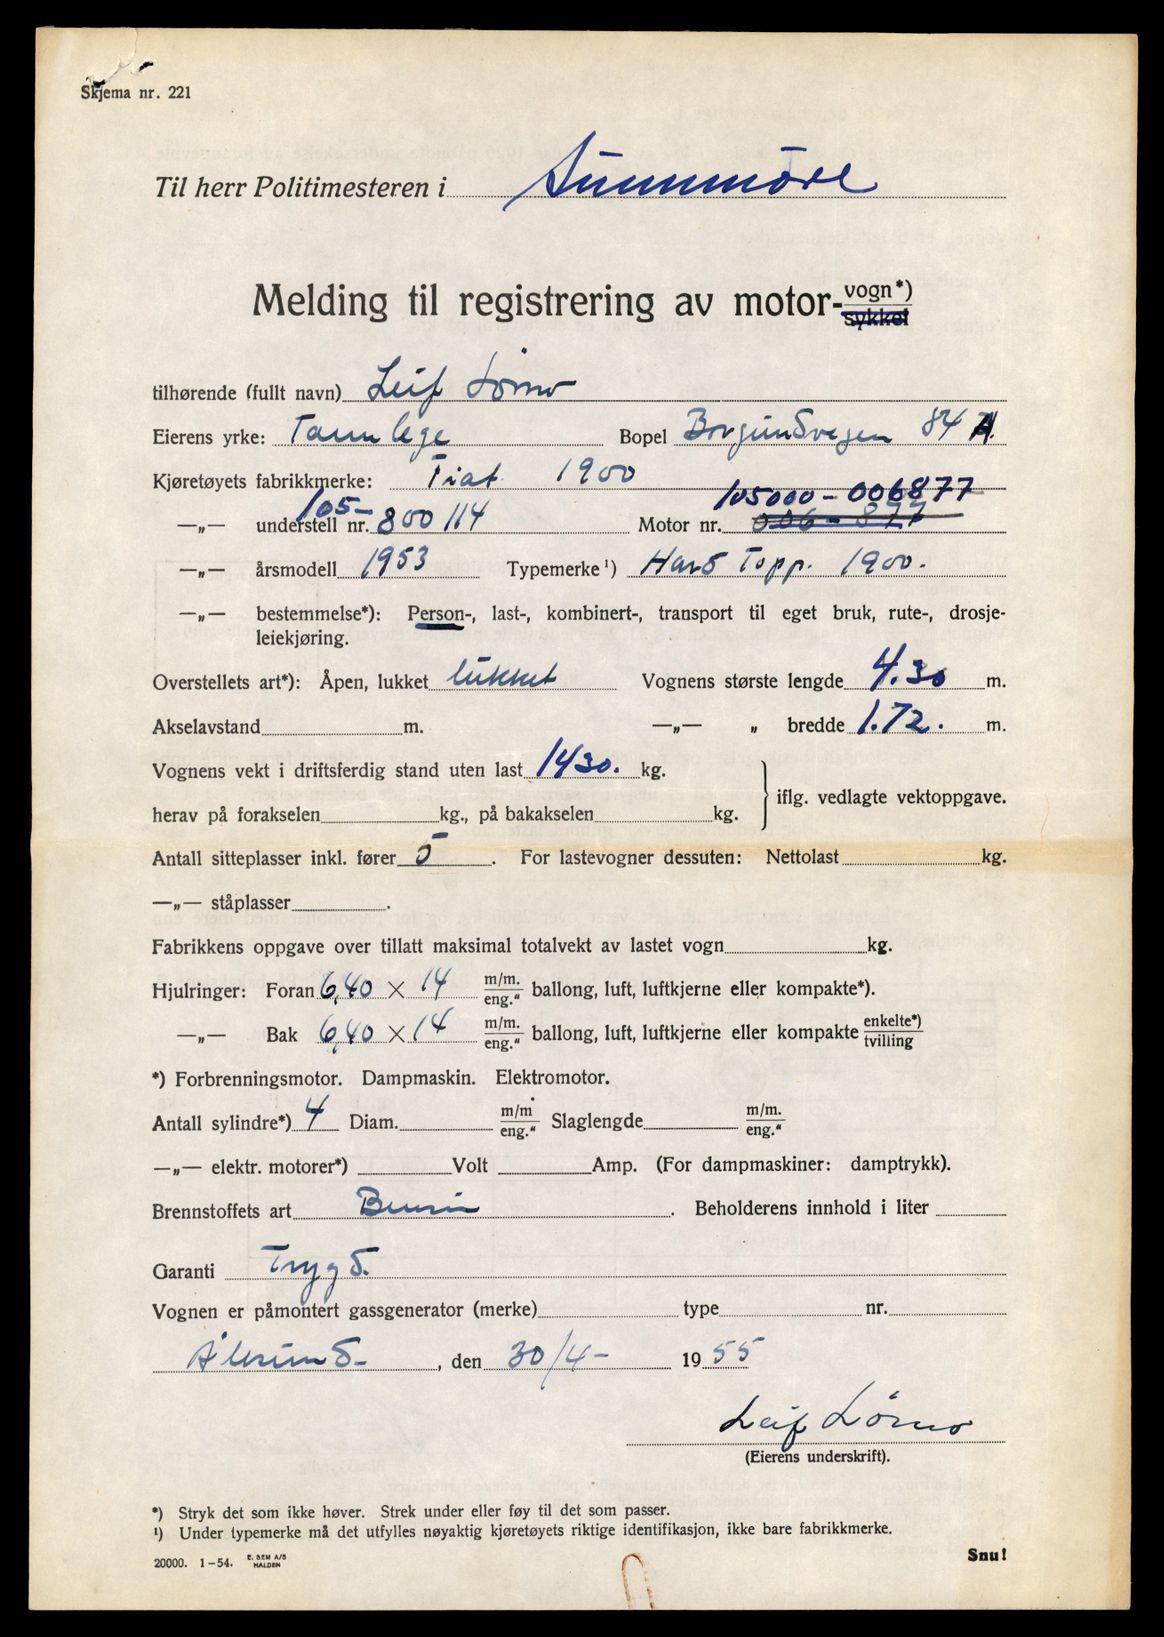 Skjema nr. 221
Til herr Politimesteren i Sunnmöre
Melding til registrering av motor-vogn*)
sykkel
tilhørende (fullt navn) Leif Lörno
Eierens yrke: Tannlege Bopel Borgundvegen 84 A.
Kjøretøyets fabrikkmerke: Fiat 1900
105- 105000-006877
—„— understell nr. 800114 Motor nr. 006-877
—„— årsmodell 1953 Typemerke¹) Hard Topp. 1900.
—„— bestemmelse*): Person-, last-, kombinert-, transport til eget bruk, rute-, drosje-
leiekjøring.
Overstellets art*): Åpen, lukket lukket Vognens største lengde 4.30 m.
Akselavstand m. —„— „ bredde 1.72. m.
Vognens vekt i driftsferdig stand uten last 1430. kg.
iflg. vedlagte vektoppgave.
herav på forakselen kg., på bakakselen kg.
Antall sitteplasser inkl. fører 5 . For lastevogner dessuten: Nettolast kg.
—„— ståplasser .
Fabrikkens oppgave over tillatt maksimal totalvekt av lastet vogn kg.
Hjulringer: Foran 6,40 × 14 m/m. eng.“ ballong, luft, luftkjerne eller kompakte*).
—„— Bak 6,40 × 14 m/m. eng.“ ballong, luft, luftkjerne eller kompakte enkelte*) tvilling
*) Forbrenningsmotor. Dampmaskin. Elektromotor.
Antall sylindre*) 4 Diam. m/m eng.“ Slaglengde m/m. eng.“
—„— elektr. motorer*) Volt Amp. (For dampmaskiner: damptrykk).
Brennstoffets art Bensin . Beholderens innhold i liter
Garanti Trygd.
Vognen er påmontert gassgenerator (merke) type nr.
Ålesund- , den 30/4- 1955
Leif Lörno
(Eierens underskrift).
*) Stryk det som ikke høver. Strek under eller føy til det som passer.
¹) Under typemerke må det utfylles nøyaktig kjøretøyets riktige identifikasjon, ikke bare fabrikkmerke.
20000. 1-54. E. SEM A/S HALDEN
Snu!